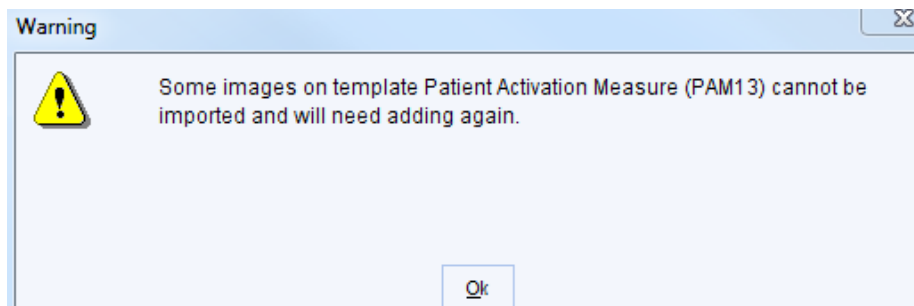 Warning
Some images on template Patient Activation Measure (PAM13) cannot be
imported and will need adding again.
Ok